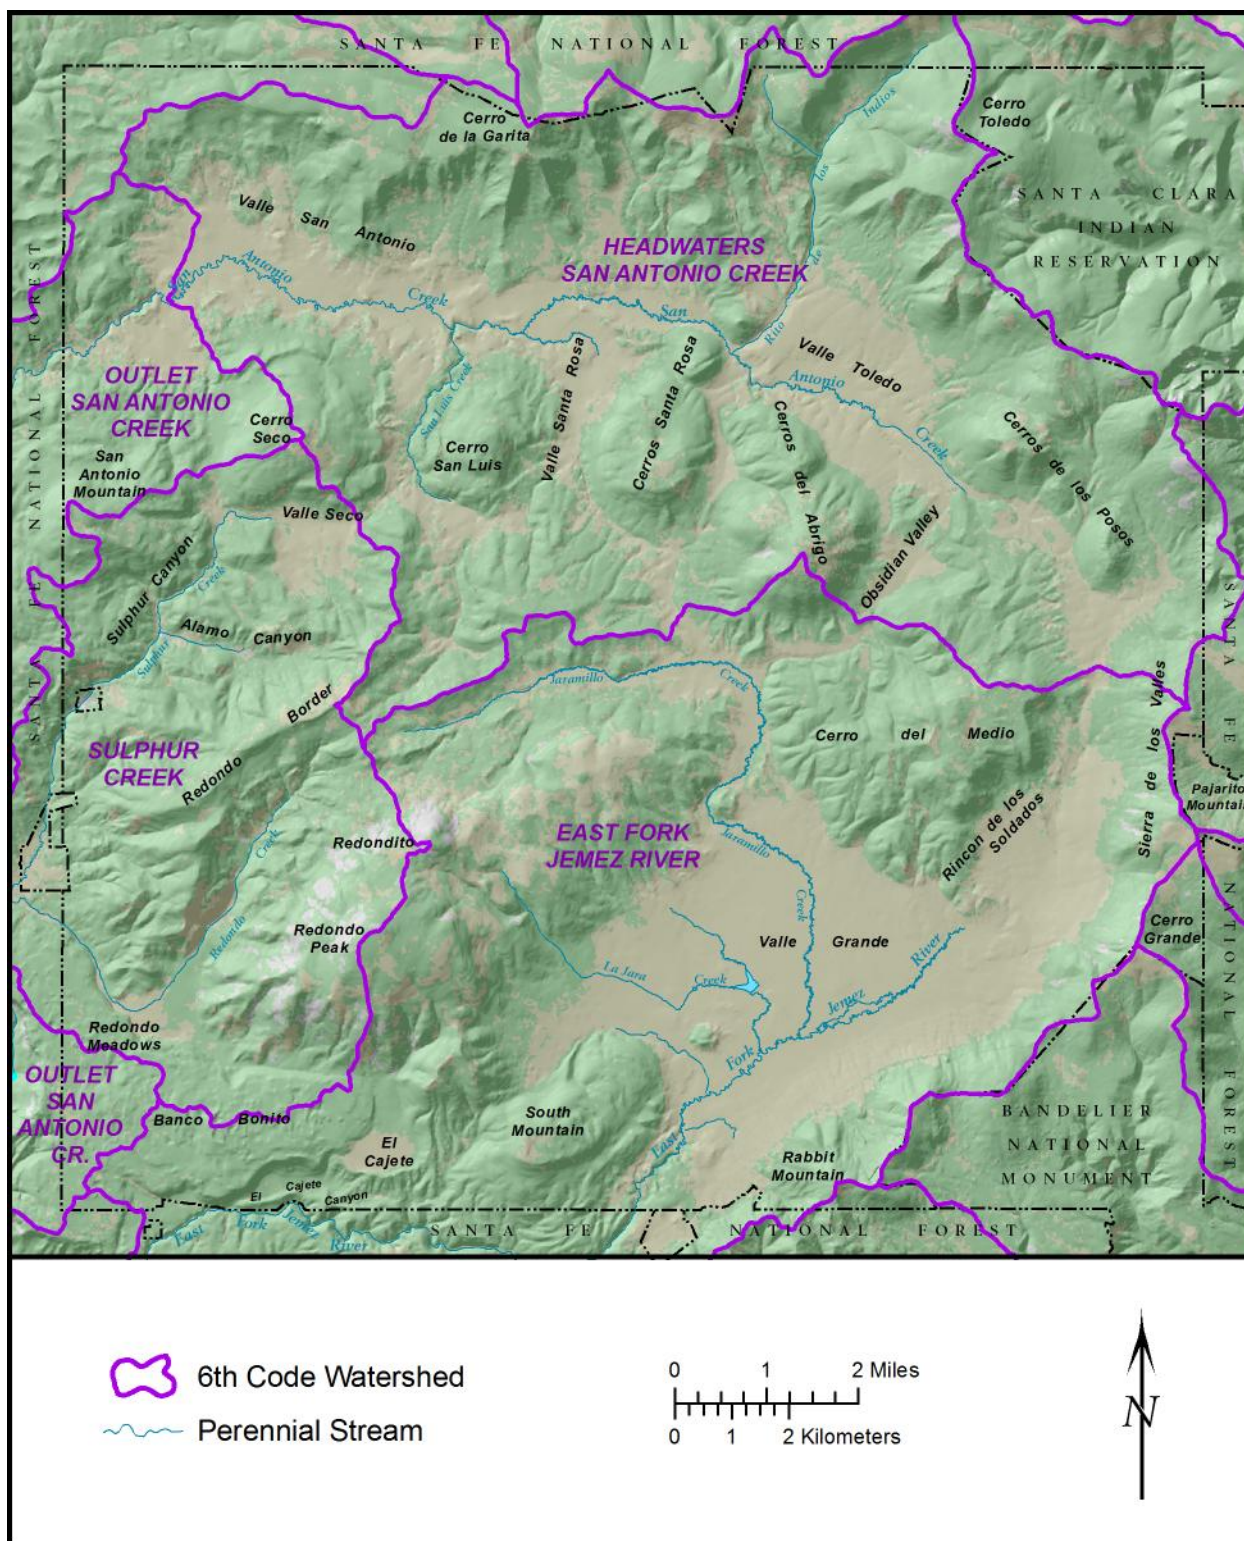 SANTA FE NATIONAL FOREST
Cerro
de la Garita
Indios
los
de
Rito
Cerro
Toledo
SANTA CLARA
INDIAN
RESERVATION
Valle San Antonio
HEADWATERS
SAN ANTONIO CREEK
San Antonio Creek
San
Antonio
Creek
SANTA FE NATIONAL FOREST
OUTLET
SAN ANTONIO
CREEK
Cerro
Seco
San
Antonio
Mountain
San Luis Creek
Cerro
San Luis
Valle Santa Rosa
Cerros Santa Rosa
Valle Toledo
Cerros del Abrigo
Cerros de los Posos
Obsidian Valley
Valle Seco
Sulphur Canyon
Creek
Sulphur
Alamo Canyon
SANTA FE
NATIONAL FOREST
Jaramillo Creek
Border
Redondo
SULPHUR
CREEK
Cerro del Medio
Sierra de los Valles
Pajarito
Mountain
Redondito
EAST FORK
JEMEZ RIVER
Jaramillo
Creek
Rincon de los
Soldados
Redondo Creek
Redondo
Peak
Valle Grande
Cerro
Grande
La Jara Creek
East Fork Jemez River
Redondo
Meadows
OUTLET
SAN
ANTONIO
CR.
Banco Bonito
South
Mountain
El
Cajete
Rabbit
Mountain
BANDELIER
NATIONAL
MONUMENT
El Cajete
Canyon
East Fork Jemez
River
SANTA FE NATIONAL FOREST
6th Code Watershed
Perennial Stream
0 1 2 Miles
0 1 2 Kilometers
N